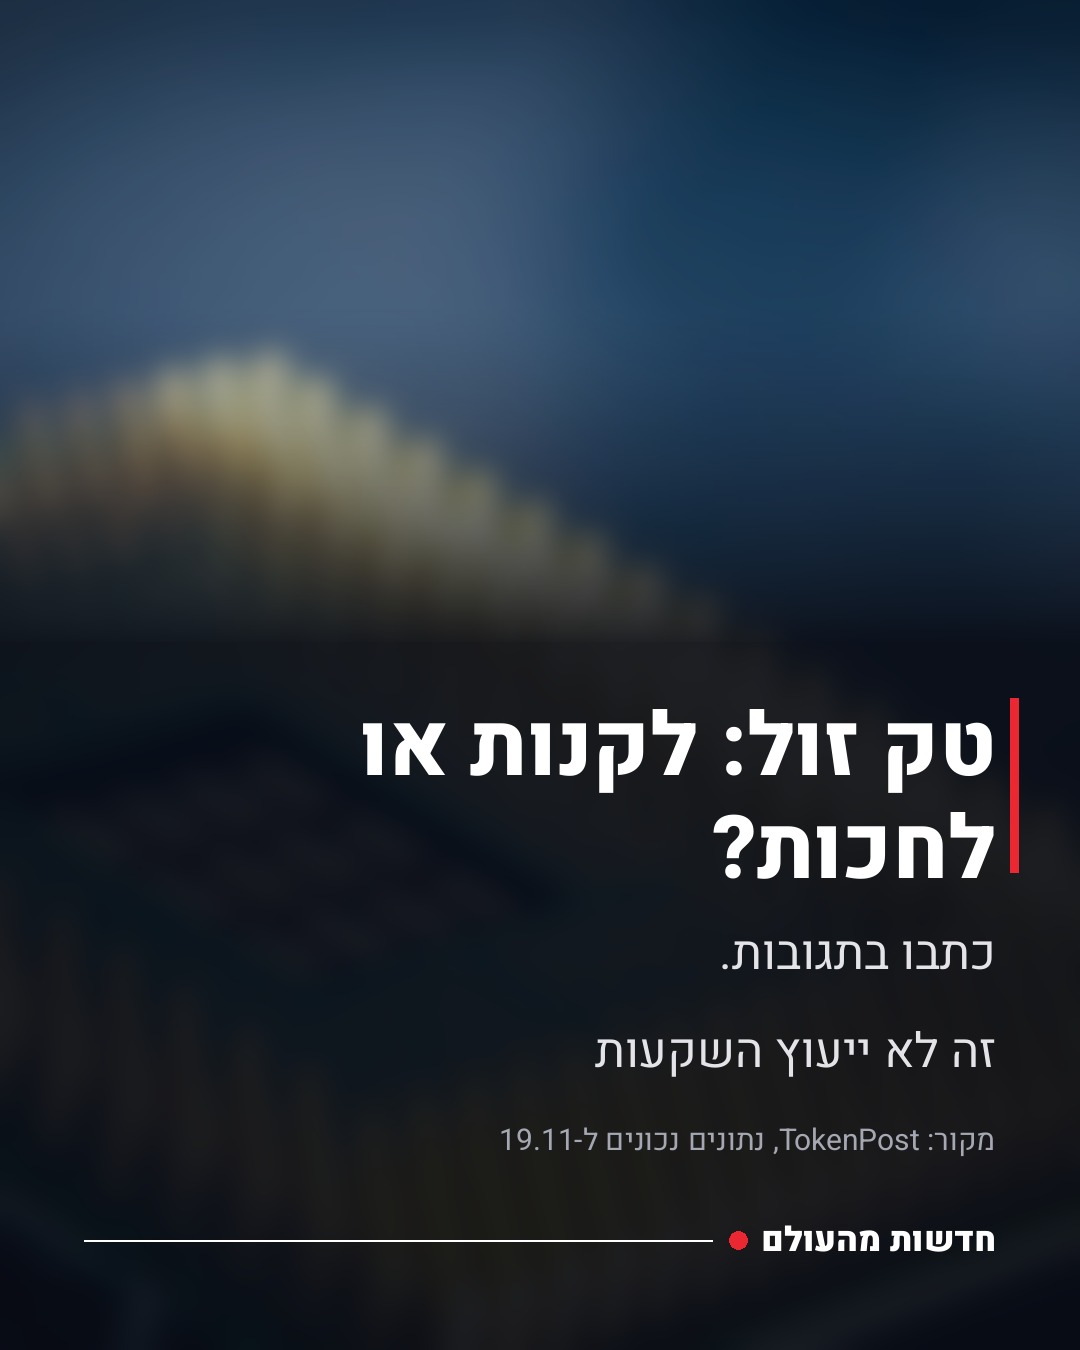 טק זול: לקנות או
לחכות?
כתבו בתגובות.
זה לא ייעוץ השקעות
מקור: TokenPost, נתונים נכונים ל-19.11
חדשות מהעולם